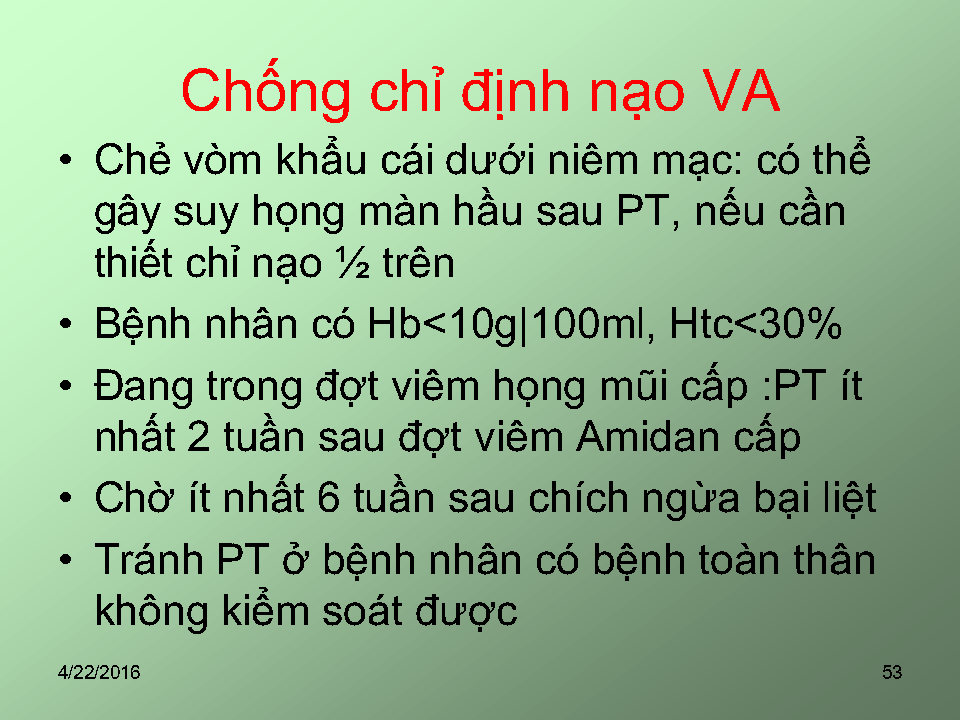 Chống chỉ định nạo VA
• Chẻ vòm khẩu cái dưới niêm mạc: có thể
gây suy họng màn hầu sau PT, nếu cần
thiết chỉ nạo ½ trên
• Bệnh nhân có Hb<10g|100ml, Htc<30%
• Đang trong đợt viêm họng mũi cấp :PT ít
nhất 2 tuần sau đợt viêm Amidan cấp
• Chờ ít nhất 6 tuần sau chích ngừa bại liệt
• Tránh PT ở bệnh nhân có bệnh toàn thân
không kiểm soát được
4/22/2016
53